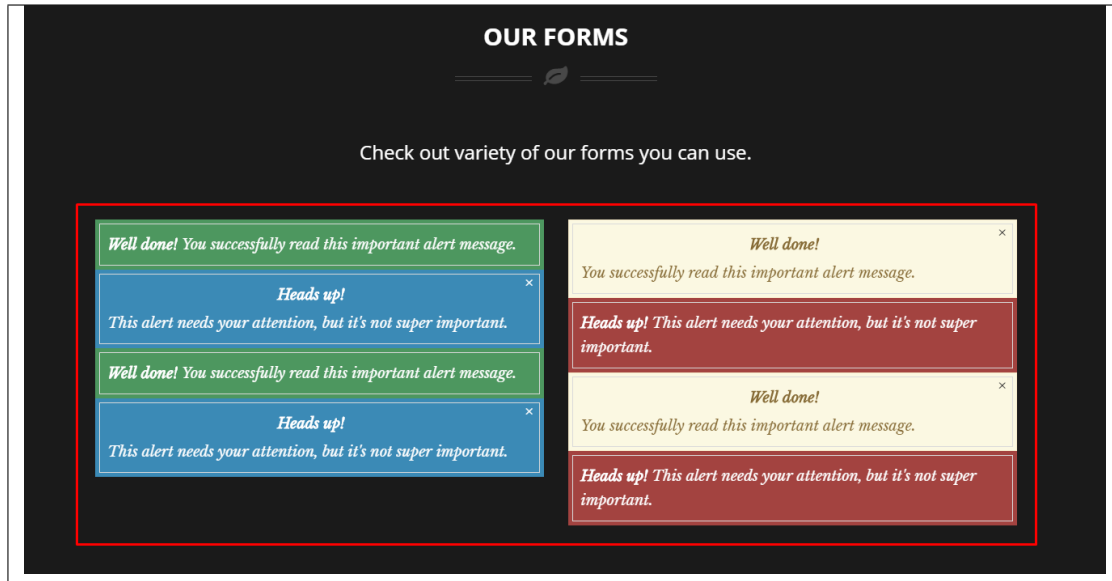 OUR FORMS
Check out variety of our forms you can use.
Well done! You successfully read this important alert message.
×
Heads up!
This alert needs your attention, but it's not super important.
Well done! You successfully read this important alert message.
×
Heads up!
This alert needs your attention, but it's not super important.
×
Well done!
You successfully read this important alert message.
Heads up! This alert needs your attention, but it's not super
important.
×
Well done!
You successfully read this important alert message.
Heads up! This alert needs your attention, but it's not super
important.